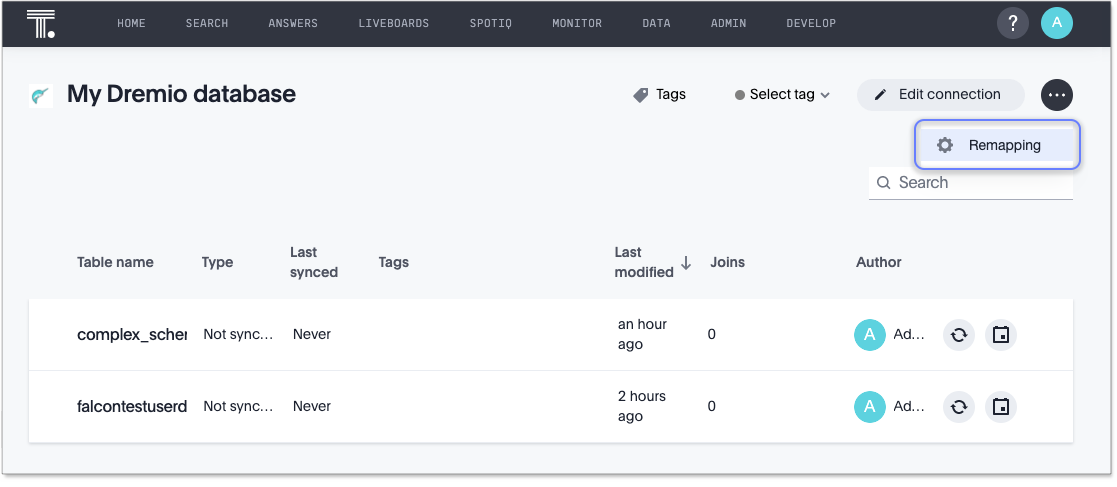 T.
HOME SEARCH ANSWERS LIVEBOARDS SPOTIQ MONITOR DATA ADMIN DEVELOP ? A
My Dremio database Tags Select tag Edit connection ...
Remapping
Search
Table name Type Last synced Tags Last modified Joins Author
complex_scher Not sync... Never an hour ago 0 A Ad...
falcontestuserd Not sync... Never 2 hours ago 0 A Ad...